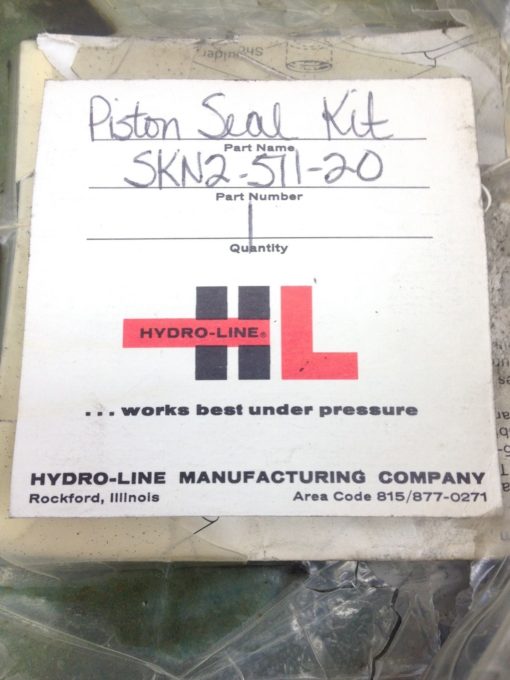 Shoulder
Piston Seal Kit
Part Name
SKN2-511-20
Part Number
1
Quantity
HYDRO-LINE®
HL
... works best under pressure
HYDRO-LINE MANUFACTURING COMPANY
Rockford, Illinois
Area Code 815/877-0271